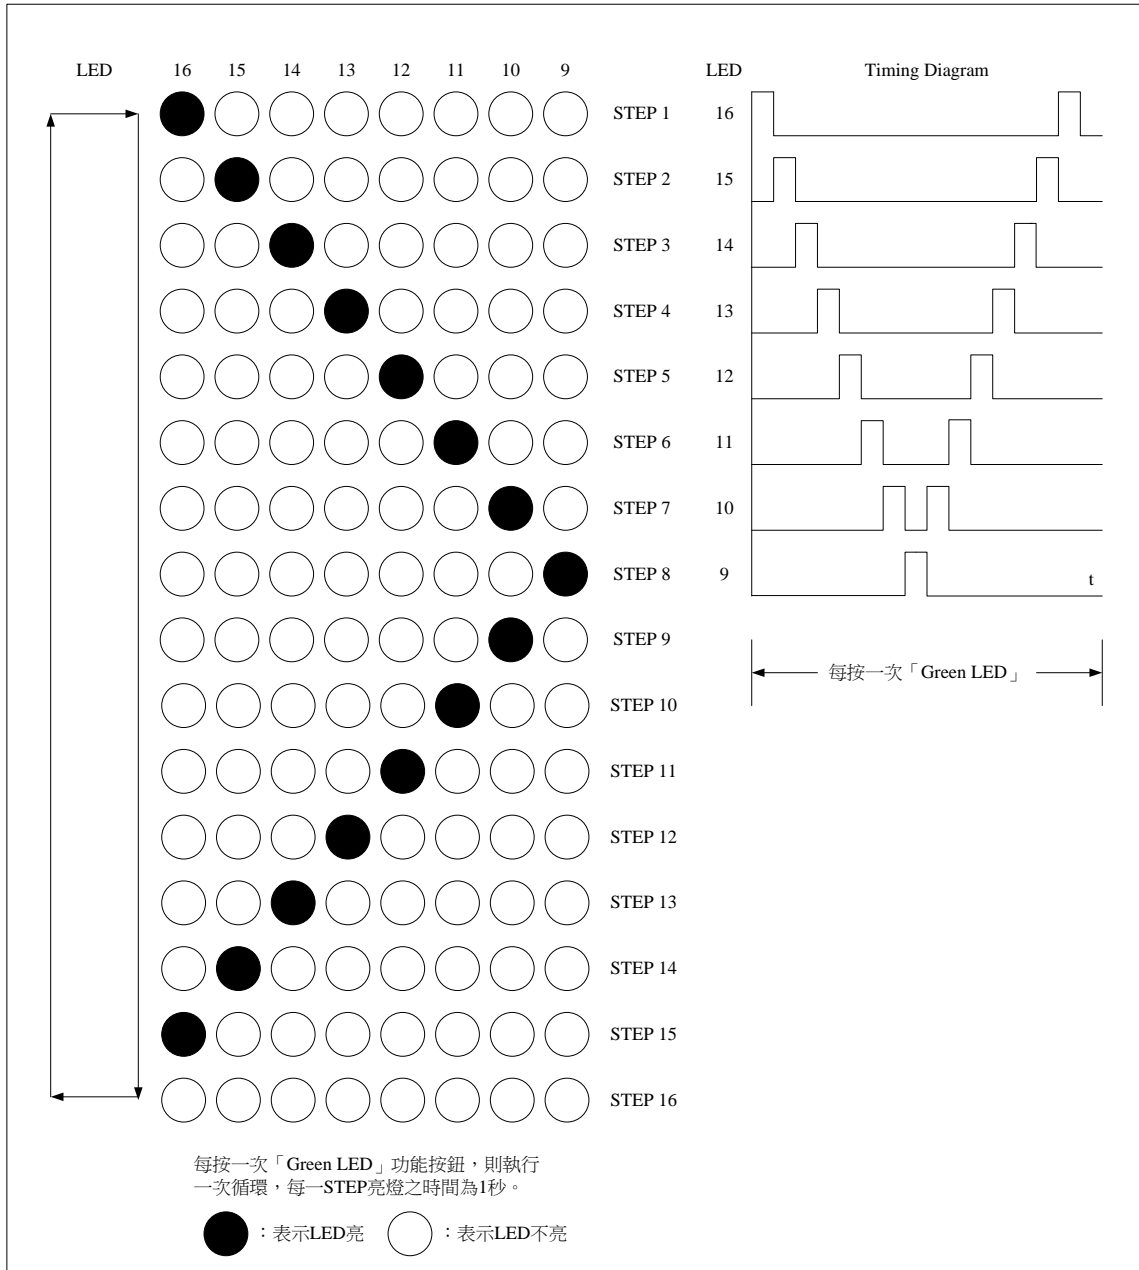 LED 16 15 14 13 12 11 10 9
STEP 1
STEP 2
STEP 3
STEP 4
STEP 5
STEP 6
STEP 7
STEP 8
STEP 9
STEP 10
STEP 11
STEP 12
STEP 13
STEP 14
STEP 15
STEP 16
LED Timing Diagram
16
15
14
13
12
11
10
9
t
每按一次「Green LED」
每按一次「Green LED」功能按鈕，則執行
一次循環，每一STEP亮燈之時間為1秒。
：表示LED亮
：表示LED不亮